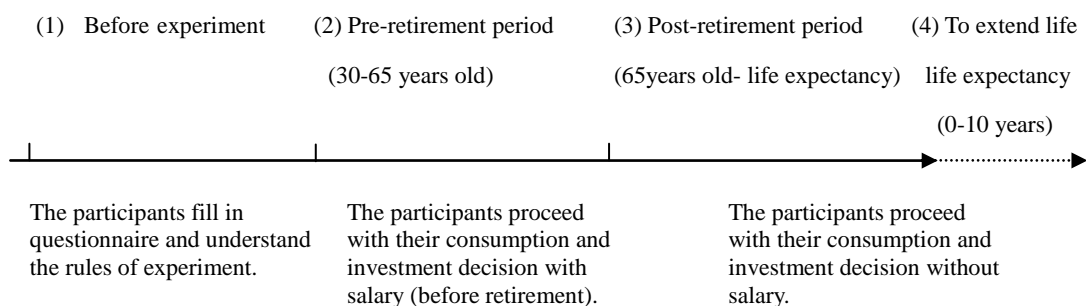 (1) Before experiment
(2) Pre-retirement period
(30-65 years old)
(3) Post-retirement period
(65years old- life expectancy)
(4) To extend life
life expectancy
(0-10 years)
The participants fill in
questionnaire and understand
the rules of experiment.
The participants proceed
with their consumption and
investment decision with
salary (before retirement).
The participants proceed
with their consumption and
investment decision without
salary.